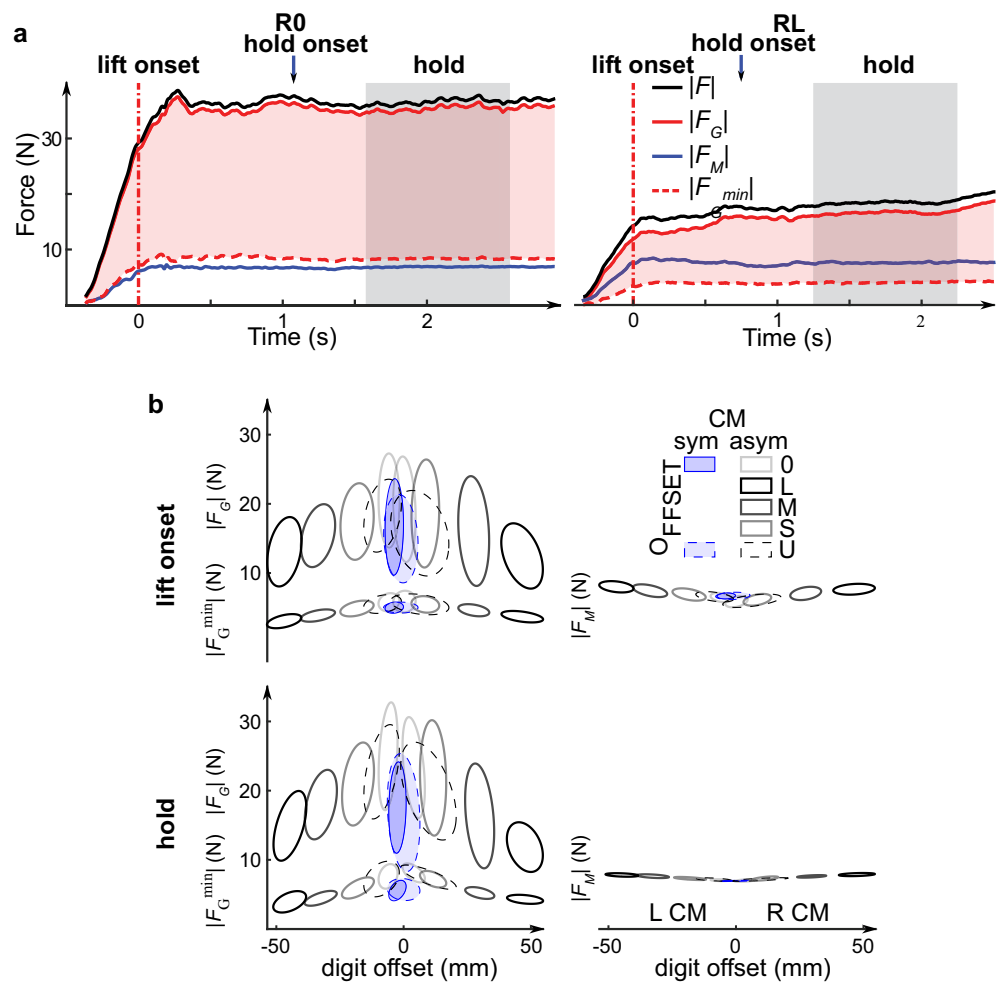 a
R0
hold onset
lift onset
hold
Force (N)
30
10
0
1
2
Time (s)
RL
hold onset
lift onset
hold
|F|
|F_G|
|F_M|
|F_min|
G
0
1
2
Time (s)
b
lift onset
|F_G| (N)
|F_G^min| (N)
30
20
10
CM
sym asym
OFFSET
0
L
M
S
U
|F_M| (N)
hold
|F_G| (N)
|F_G^min| (N)
30
20
10
0
-50
0
50
digit offset (mm)
|F_M| (N)
L CM
R CM
-50
0
50
digit offset (mm)